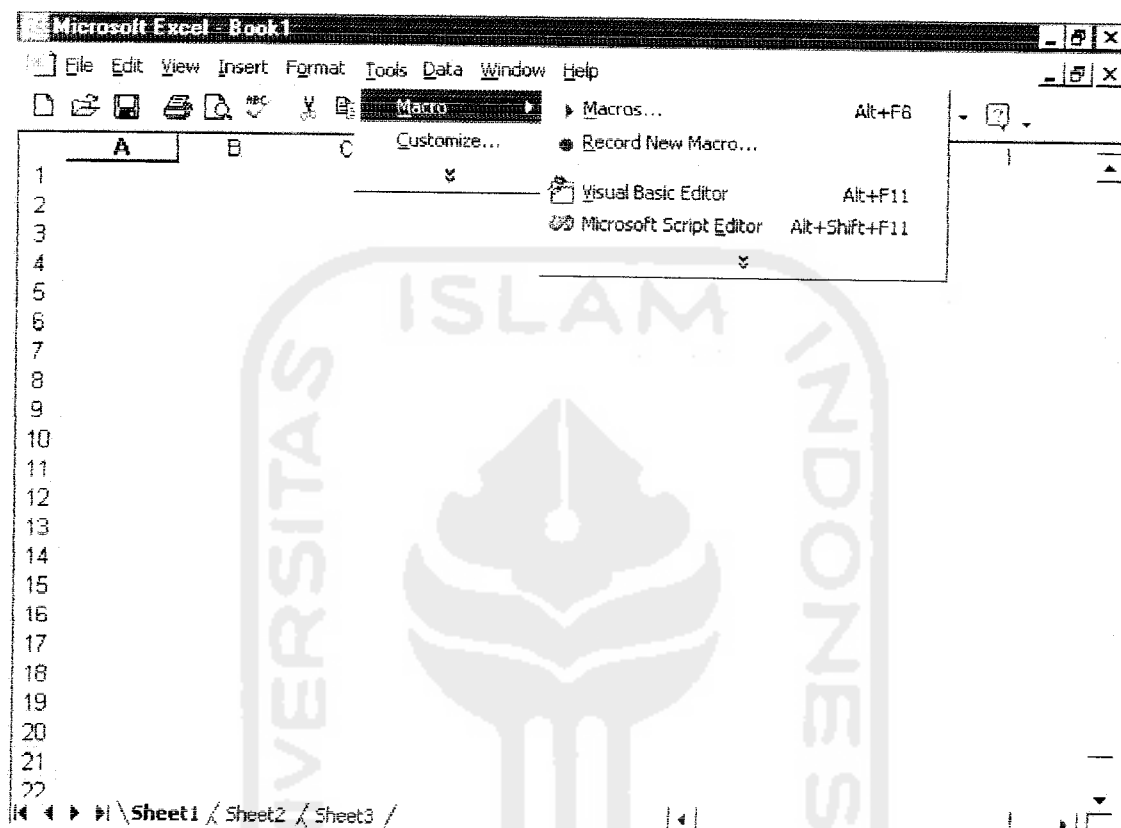 Microsoft Excel - Book1
File Edit View Insert Format Tools Data Window Help
Macro
Customize...
Macros... Alt+F8
Record New Macro...
Visual Basic Editor Alt+F11
Microsoft Script Editor Alt+Shift+F11
ABC
A B C
1
2
3
4
5
6
7
8
9
10
11
12
13
14
15
16
17
18
19
20
21
22
Sheet1 Sheet2 Sheet3
ISLAM
VERSITAS
INDONES